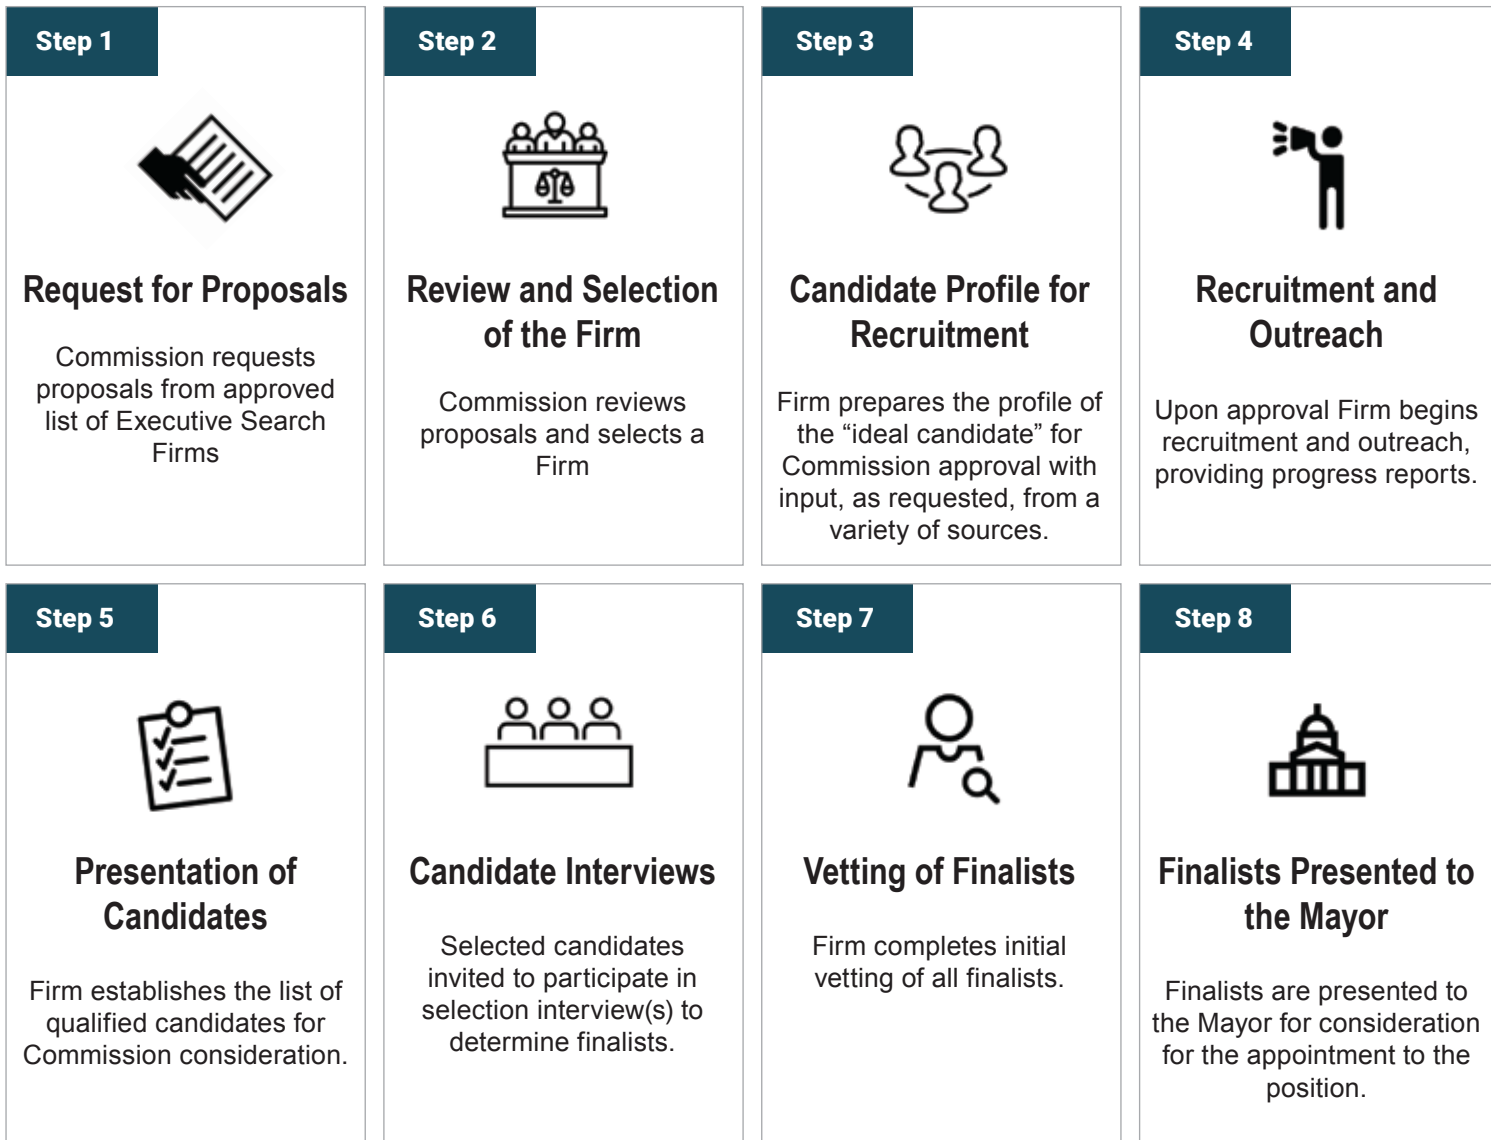 Step 1
Request for Proposals
Commission requests
proposals from approved
list of Executive Search
Firms
Step 2
Review and Selection
of the Firm
Commission reviews
proposals and selects a
Firm
Step 3
Candidate Profile for
Recruitment
Firm prepares the profile of
the “ideal candidate” for
Commission approval with
input, as requested, from a
variety of sources.
Step 4
Recruitment and
Outreach
Upon approval Firm begins
recruitment and outreach,
providing progress reports.
Step 5
Presentation of
Candidates
Firm establishes the list of
qualified candidates for
Commission consideration.
Step 6
Candidate Interviews
Selected candidates
invited to participate in
selection interview(s) to
determine finalists.
Step 7
Vetting of Finalists
Firm completes initial
vetting of all finalists.
Step 8
Finalists Presented to
the Mayor
Finalists are presented to
the Mayor for consideration
for the appointment to the
position.